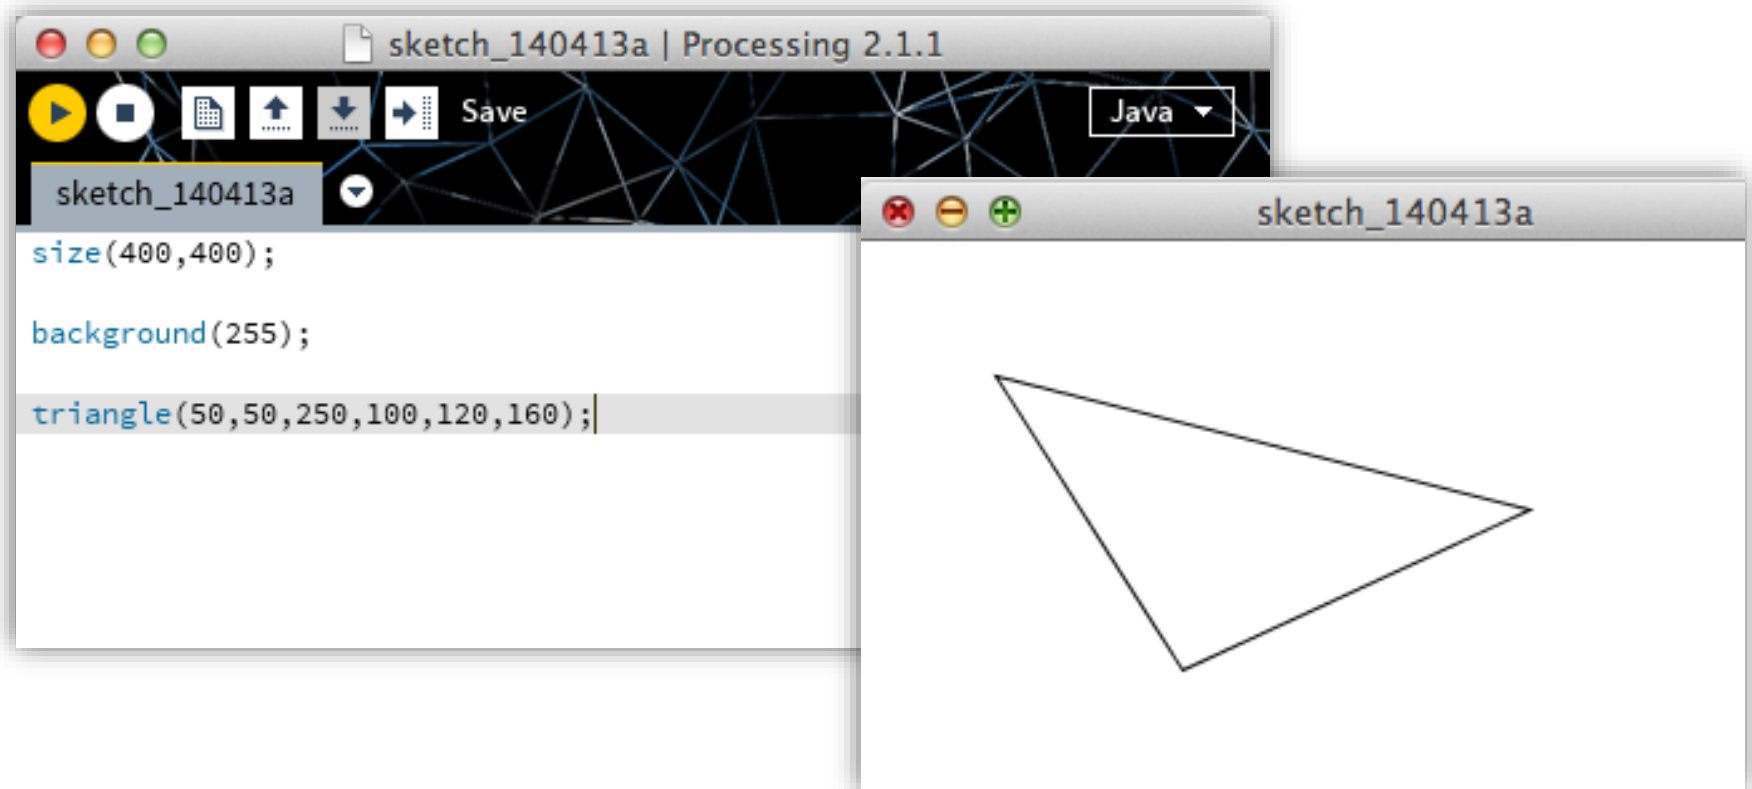 sketch_140413a | Processing 2.1.1
Save
Java
sketch_140413a
size(400,400);
background(255);
triangle(50,50,250,100,120,160);
sketch_140413a